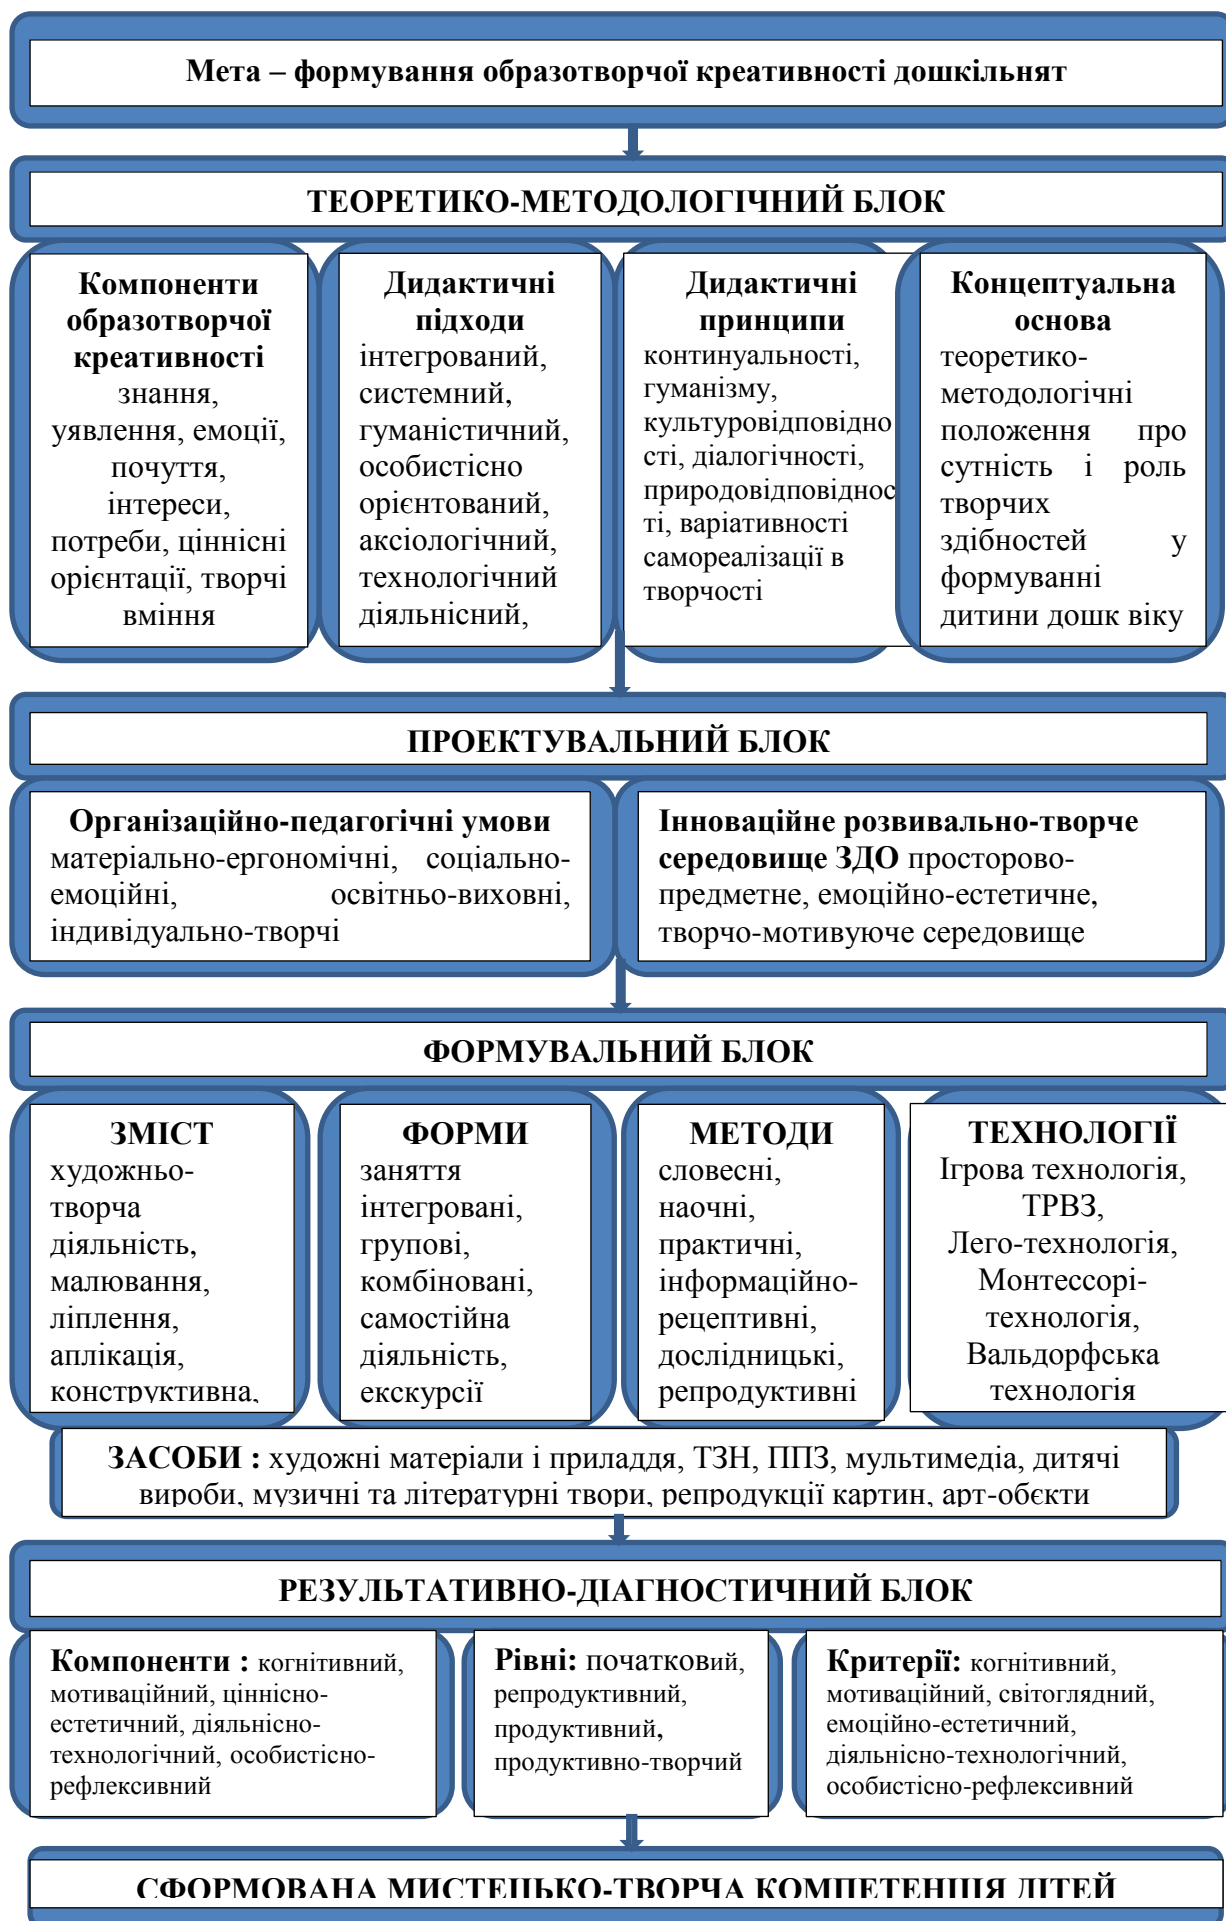 Мета – формування образотворчої креативності дошкільнят
ТЕОРЕТИКО-МЕТОДОЛОГІЧНИЙ БЛОК
Компоненти
образотворчої
креативності
знання,
уявлення, емоції,
почуття,
інтереси,
потреби, ціннісні
орієнтації, творчі
вміння
Дидактичні
підходи
інтегрований,
системний,
гуманістичний,
особистісно
орієнтований,
аксіологічний,
технологічний
діяльнісний,
Дидактичні
принципи
континуальності,
гуманізму,
культуровідповідно
сті, діалогічності,
природовідповіднос
ті, варіативності
самореалізації в
творчості
Концептуальна
основа
теоретико-
методологічні
положення про
сутність і роль
творчих
здібностей у
формуванні
дитини дошк віку
ПРОЕКТУВАЛЬНИЙ БЛОК
Організаційно-педагогічні умови
матеріально-ергономічні, соціально-
емоційні, освітньо-виховні,
індивідуально-творчі
Інноваційне розвивально-творче
середовище ЗДО просторово-
предметне, емоційно-естетичне,
творчо-мотивуюче середовище
ФОРМУВАЛЬНИЙ БЛОК
ЗМІСТ
художньо-
творча
діяльність,
малювання,
ліплення,
аплікація,
конструктивна,
ФОРМИ
заняття
інтегровані,
групові,
комбіновані,
самостійна
діяльність,
екскурсії
МЕТОДИ
словесні,
наочні,
практичні,
інформаційно-
рецептивні,
дослідницькі,
репродуктивні
ТЕХНОЛОГІЇ
Ігрова технологія,
ТРВЗ,
Лего-технологія,
Монтессорі-
технологія,
Вальдорфська
технологія
ЗАСОБИ : художні матеріали і приладдя, ТЗН, ППЗ, мультимедіа, дитячі
вироби, музичні та літературні твори, репродукції картин, арт-обєкти
РЕЗУЛЬТАТИВНО-ДІАГНОСТИЧНИЙ БЛОК
Компоненти : когнітивний,
мотиваційний, ціннісно-
естетичний, діяльнісно-
технологічний, особистісно-
рефлексивний
Рівні: початковий,
репродуктивний,
продуктивний,
продуктивно-творчий
Критерії: когнітивний,
мотиваційний, світоглядний,
емоційно-естетичний,
діяльнісно-технологічний,
особистісно-рефлексивний
СФОРМОВАНА МИСТЕЦЬКО-ТВОРЧА КОМПЕТЕНЦІЯ ДІТЕЙ